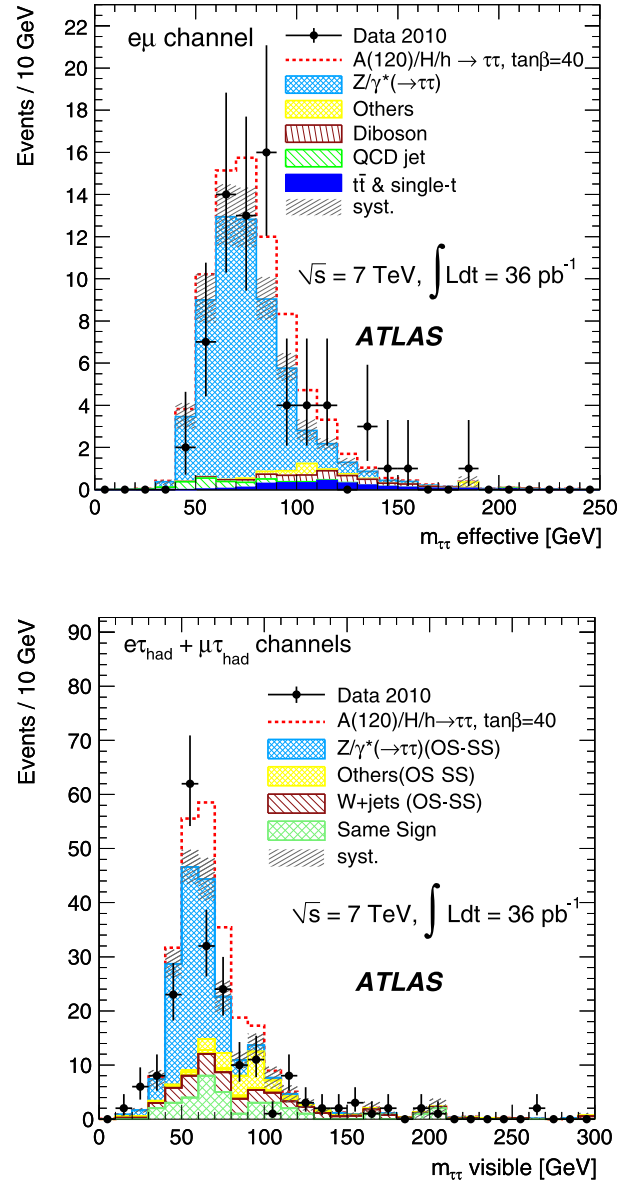 eμ channel
Data 2010
A(120)/H/h → ττ, tanβ=40
Z/γ*(→ττ)
Others
Diboson
QCD jet
tt̄ & single-t
syst.
√s = 7 TeV, ∫Ldt = 36 pb⁻¹
ATLAS
Events / 10 GeV
22
20
18
16
14
12
10
8
6
4
2
0
0 50 100 150 200 250
m_ττ effective [GeV]
eτ_had + μτ_had channels
Data 2010
A(120)/H/h→ττ, tanβ=40
Z/γ*(→ττ)(OS-SS)
Others(OS SS)
W+jets (OS-SS)
Same Sign
syst.
√s = 7 TeV, ∫ Ldt = 36 pb⁻¹
ATLAS
Events / 10 GeV
90
80
70
60
50
40
30
20
10
0
0 50 100 150 200 250 300
m_ττ visible [GeV]